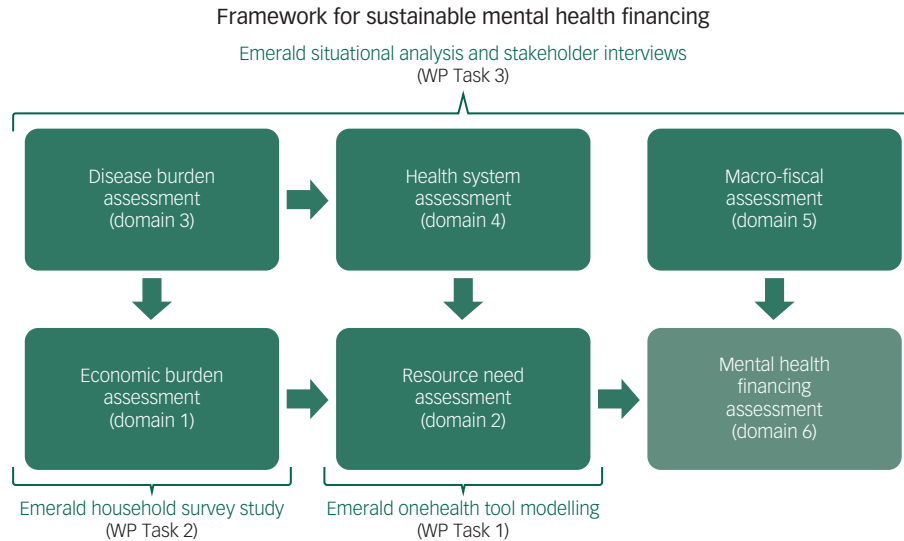 Framework for sustainable mental health financing
Emerald situational analysis and stakeholder interviews
(WP Task 3)
Disease burden
assessment
(domain 3)
Health system
assessment
(domain 4)
Macro-fiscal
assessment
(domain 5)
Economic burden
assessment
(domain 1)
Resource need
assessment
(domain 2)
Mental health
financing
assessment
(domain 6)
Emerald household survey study
(WP Task 2)
Emerald onehealth tool modelling
(WP Task 1)